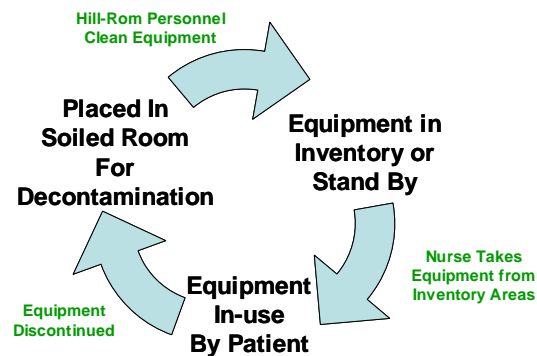 Hill-Rom Personnel
Clean Equipment
Placed In
Soiled Room
For
Decontamination
Equipment in
Inventory or
Stand By
Nurse Takes
Equipment from
Inventory Areas
Equipment
In-use
By Patient
Equipment
Discontinued